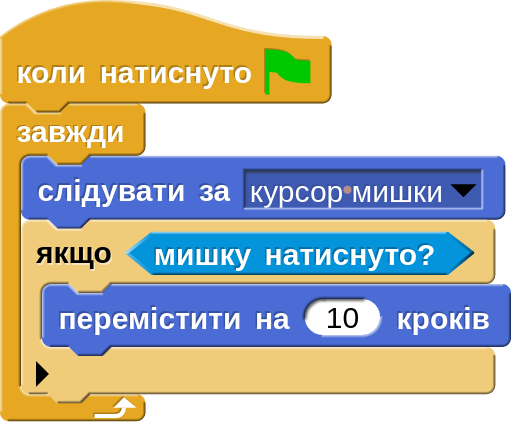 коли натиснуто
завжди
слідувати за курсор мишки
якщо мишку натиснуто?
перемістити на 10 кроків